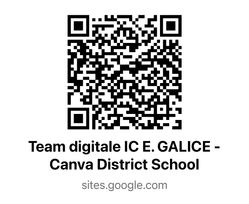 Team digitale IC E. GALICE -
Canva District School
sites.google.com